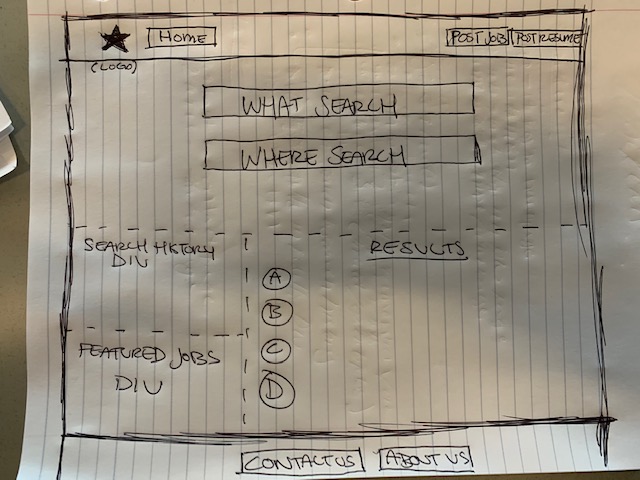 (LOGO)
HOME
POST JOB
POST RESUME
WHAT SEARCH
WHERE SEARCH
SEARCH HISTORY
DIV
RESULTS
A
B
C
D
FEATURED JOBS
DIV
CONTACT US
ABOUT US